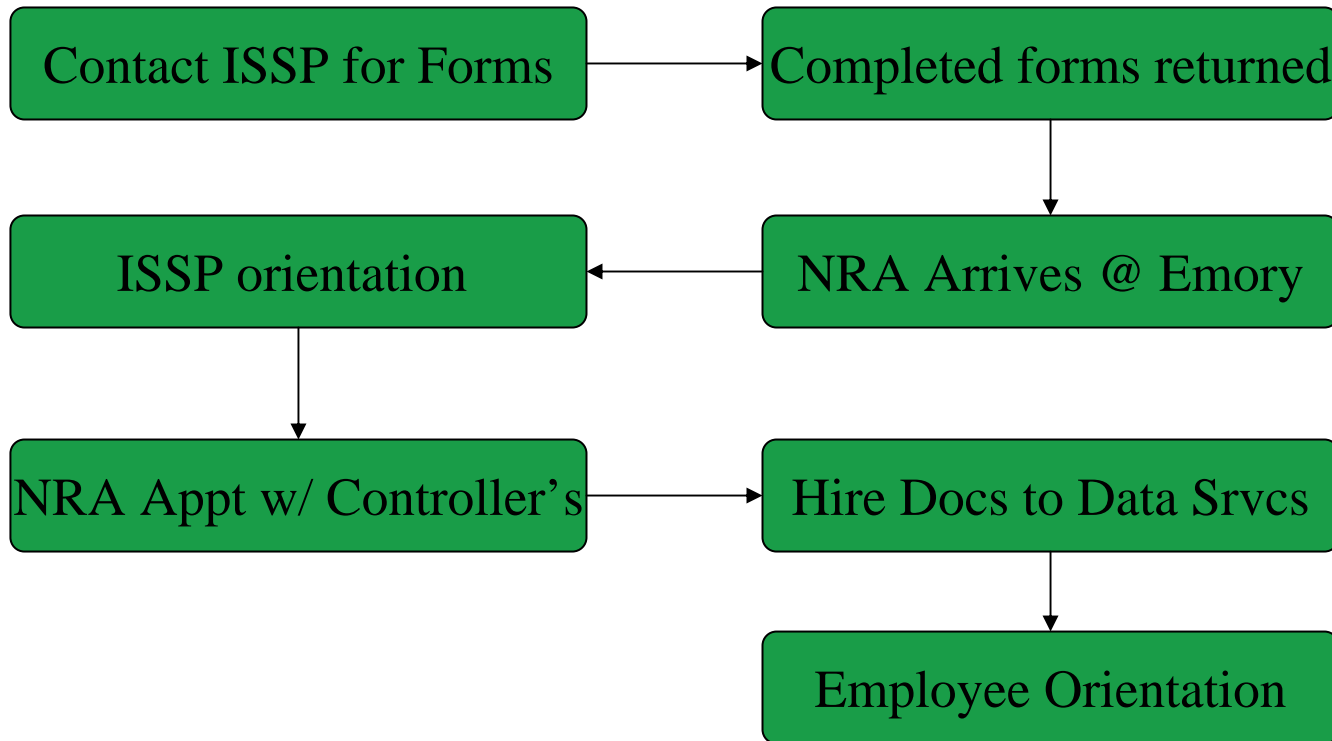 Contact ISSP for Forms
Completed forms returned
ISSP orientation
NRA Arrives @ Emory
NRA Appt w/ Controller’s
Hire Docs to Data Srvcs
Employee Orientation